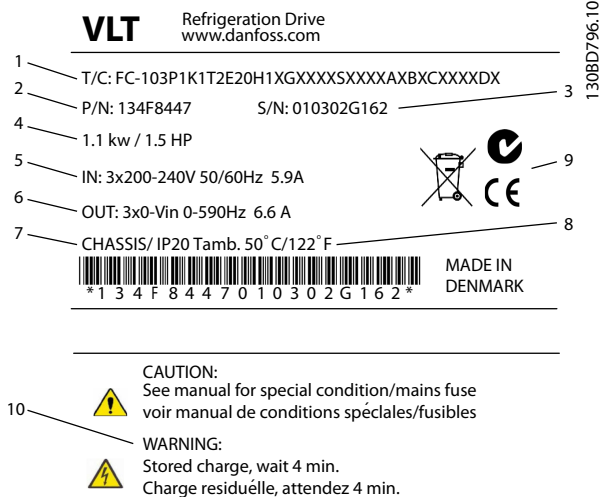 VLT Refrigeration Drive
www.danfoss.com
130BD796.10
1 T/C: FC-103P1K1T2E20H1XGXXXXSXXXXAXBXCXXXXDX
2 P/N: 134F8447 S/N: 010302G162 3
4 1.1 kw / 1.5 HP
5 IN: 3x200-240V 50/60Hz 5.9A
CE 9
6 OUT: 3x0-Vin 0-590Hz 6.6 A
7 CHASSIS/ IP20 Tamb. 50˚C/122˚F 8
*134F8447010302G162*
MADE IN
DENMARK
CAUTION:
See manual for special condition/mains fuse
voir manual de conditions spéclales/fusibles
10 WARNING:
Stored charge, wait 4 min.
Charge residuélle, attendez 4 min.